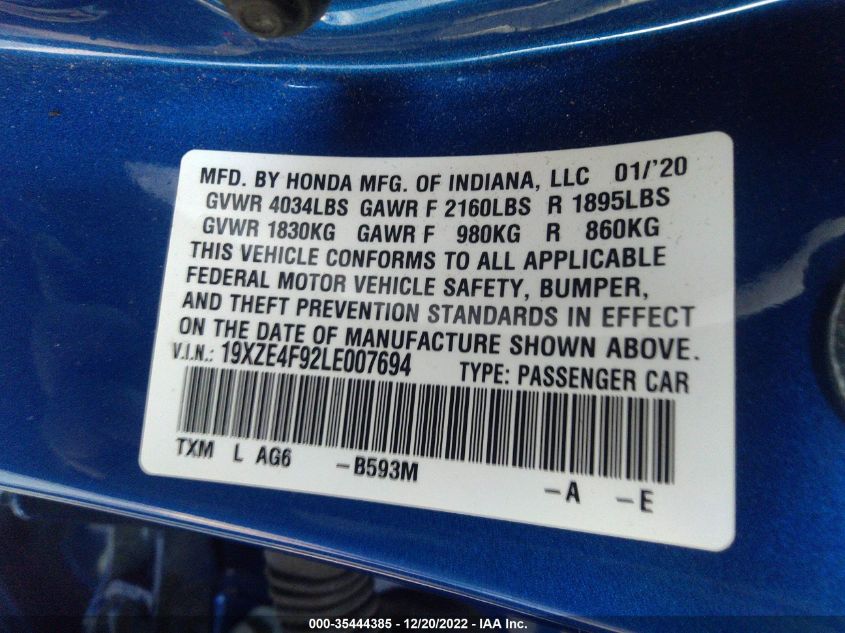 MFD. BY HONDA MFG. OF INDIANA, LLC 01/'20
GVWR 4034LBS GAWR F 2160LBS R 1895LBS
GVWR 1830KG GAWR F 980KG R 860KG
THIS VEHICLE CONFORMS TO ALL APPLICABLE
FEDERAL MOTOR VEHICLE SAFETY, BUMPER,
AND THEFT PREVENTION STANDARDS IN EFFECT
ON THE DATE OF MANUFACTURE SHOWN ABOVE.
V.I.N.: 19XZE4F92LE007694 TYPE: PASSENGER CAR
TXM L AG6 -B593M -A -E
000-35444385 - 12/20/2022 - IAA Inc.